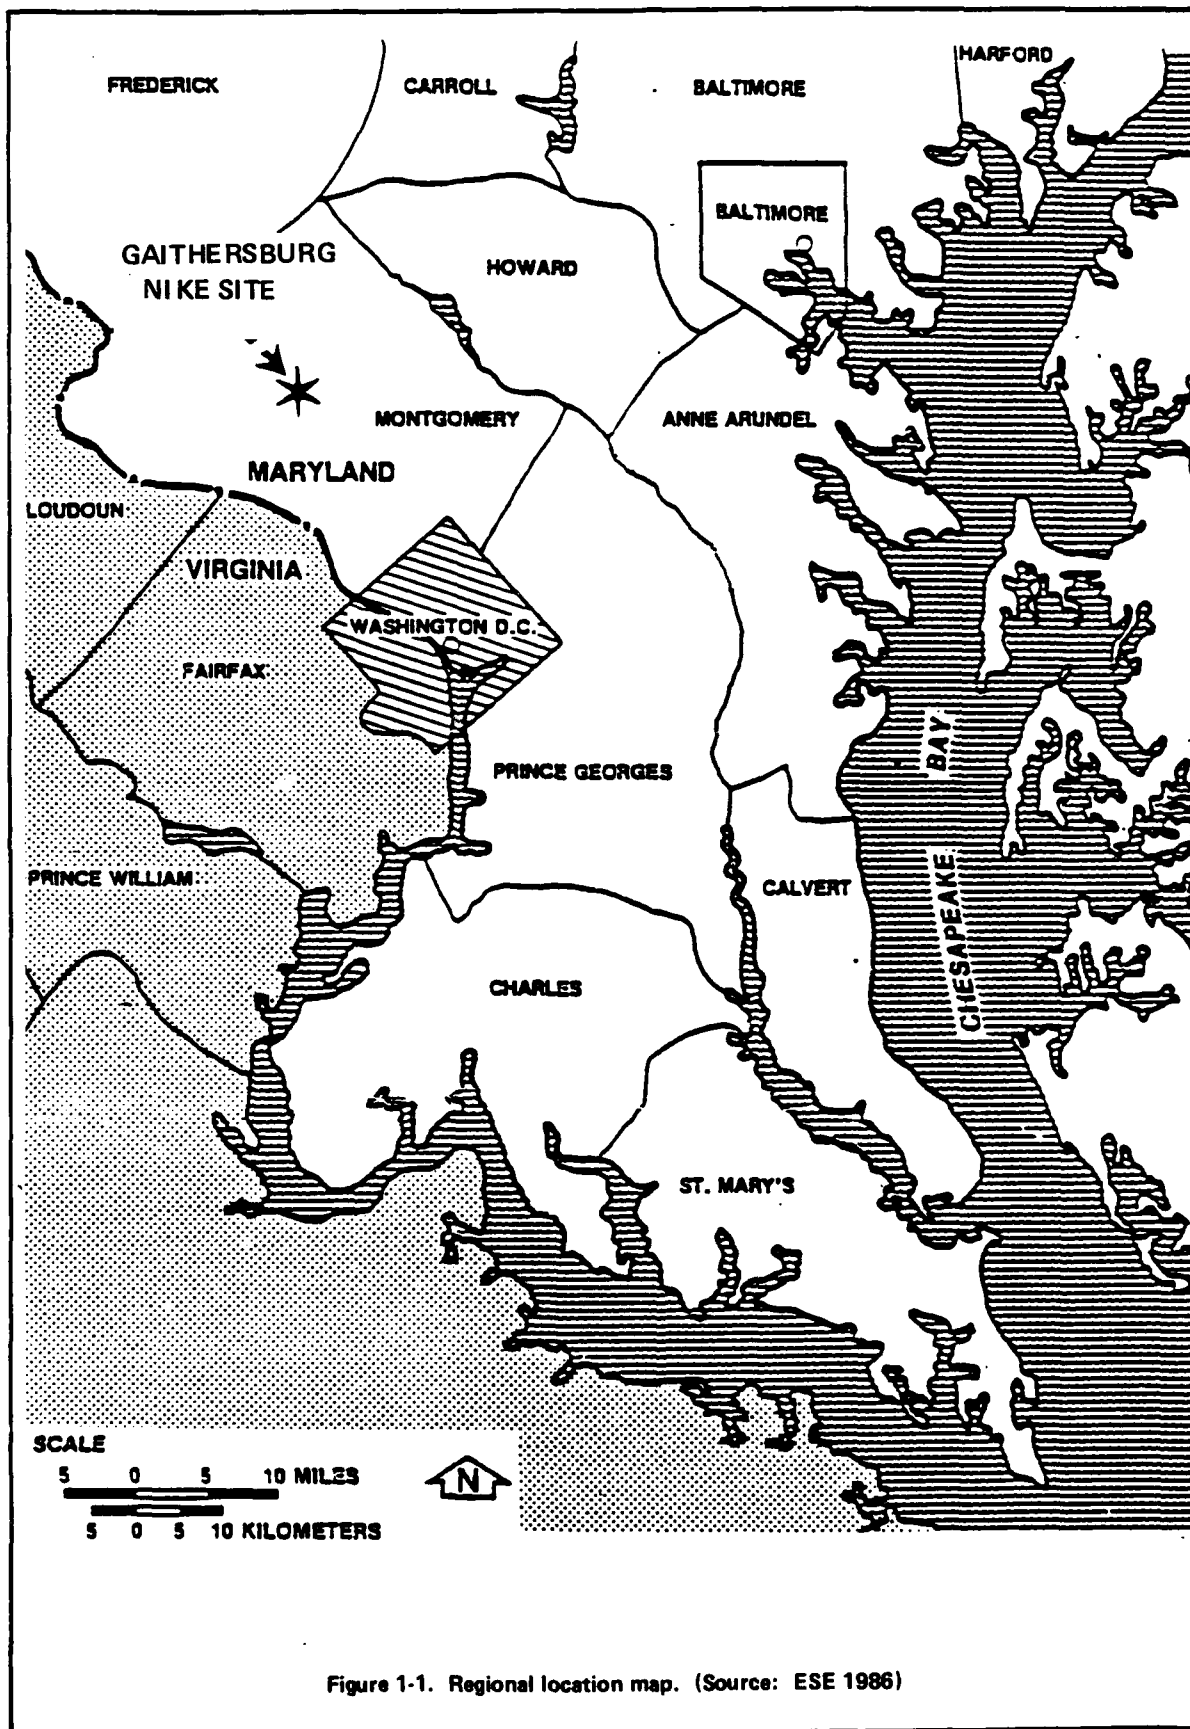 HARFORD
FREDERICK
CARROLL
BALTIMORE
BALTIMORE
GAITHERSBURG
NIKE SITE
HOWARD
MONTGOMERY
ANNE ARUNDEL
MARYLAND
LOUDOUN
VIRGINIA
WASHINGTON D.C.
FAIRFAX
PRINCE GEORGES
BAY
CHESAPEAKE
PRINCE WILLIAM
CALVERT
CHARLES
ST. MARY'S
SCALE
5 0 5 10 MILES
N
5 0 5 10 KILOMETERS
Figure 1-1. Regional location map. (Source: ESE 1986)